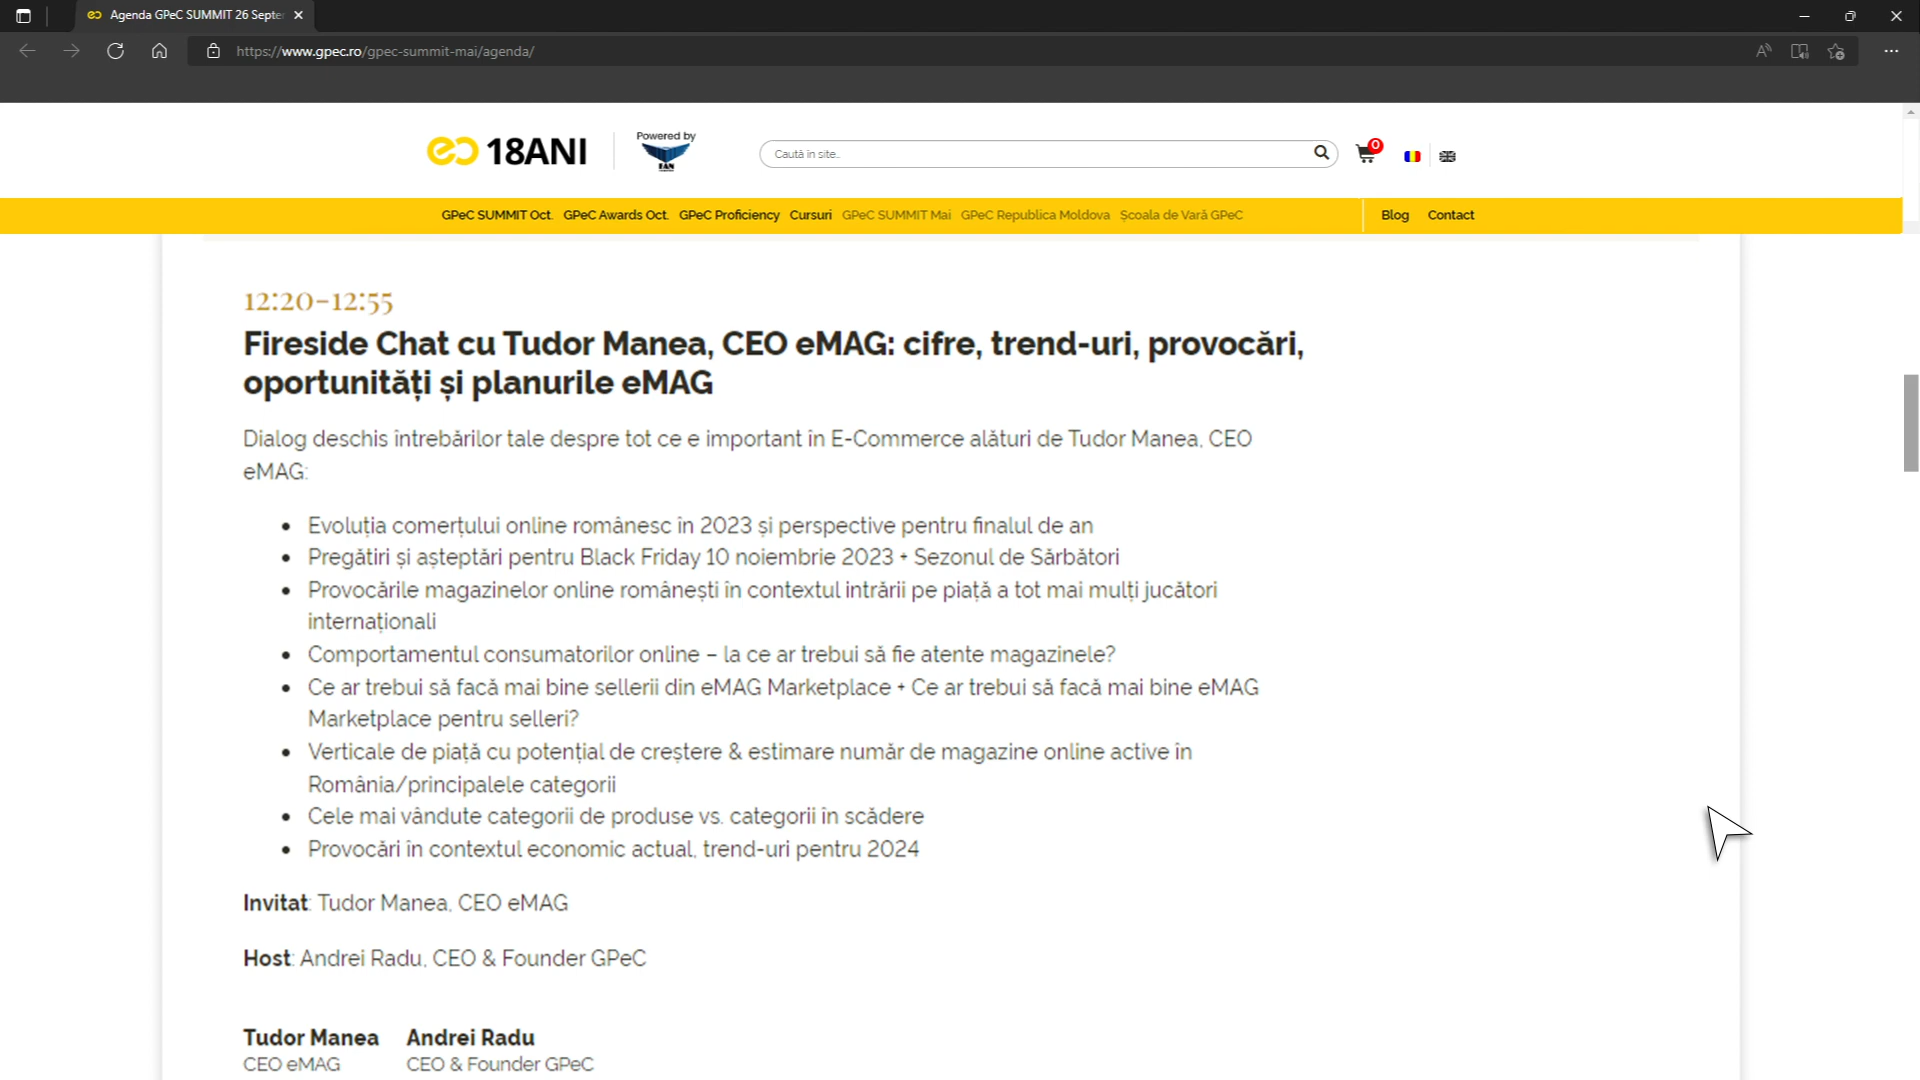 Agenda GPeC SUMMIT 26 Septe
https://www.gpec.ro/gpec-summit-mai/agenda/
18ANI
Powered by
FAN
Caută în site..
0
GPeC SUMMIT Oct. GPeC Awards Oct. GPeC Proficiency Cursuri GPeC SUMMIT Mai GPeC Republica Moldova Școala de Vară GPeC Blog Contact
12:20-12:55
Fireside Chat cu Tudor Manea, CEO eMAG: cifre, trend-uri, provocări,
oportunități și planurile eMAG
Dialog deschis întrebărilor tale despre tot ce e important în E-Commerce alături de Tudor Manea, CEO
eMAG:
• Evoluția comerțului online românesc în 2023 și perspective pentru finalul de an
• Pregătiri și așteptări pentru Black Friday 10 noiembrie 2023 + Sezonul de Sărbători
• Provocările magazinelor online românești în contextul intrării pe piață a tot mai mulți jucători
internaționali
• Comportamentul consumatorilor online – la ce ar trebui să fie atente magazinele?
• Ce ar trebui să facă mai bine sellerii din eMAG Marketplace + Ce ar trebui să facă mai bine eMAG
Marketplace pentru selleri?
• Verticale de piață cu potențial de creștere & estimare număr de magazine online active în
România/principalele categorii
• Cele mai vândute categorii de produse vs. categorii în scădere
• Provocări în contextul economic actual, trend-uri pentru 2024
Invitat: Tudor Manea, CEO eMAG
Host: Andrei Radu, CEO & Founder GPeC
Tudor Manea Andrei Radu
CEO eMAG CEO & Founder GPeC